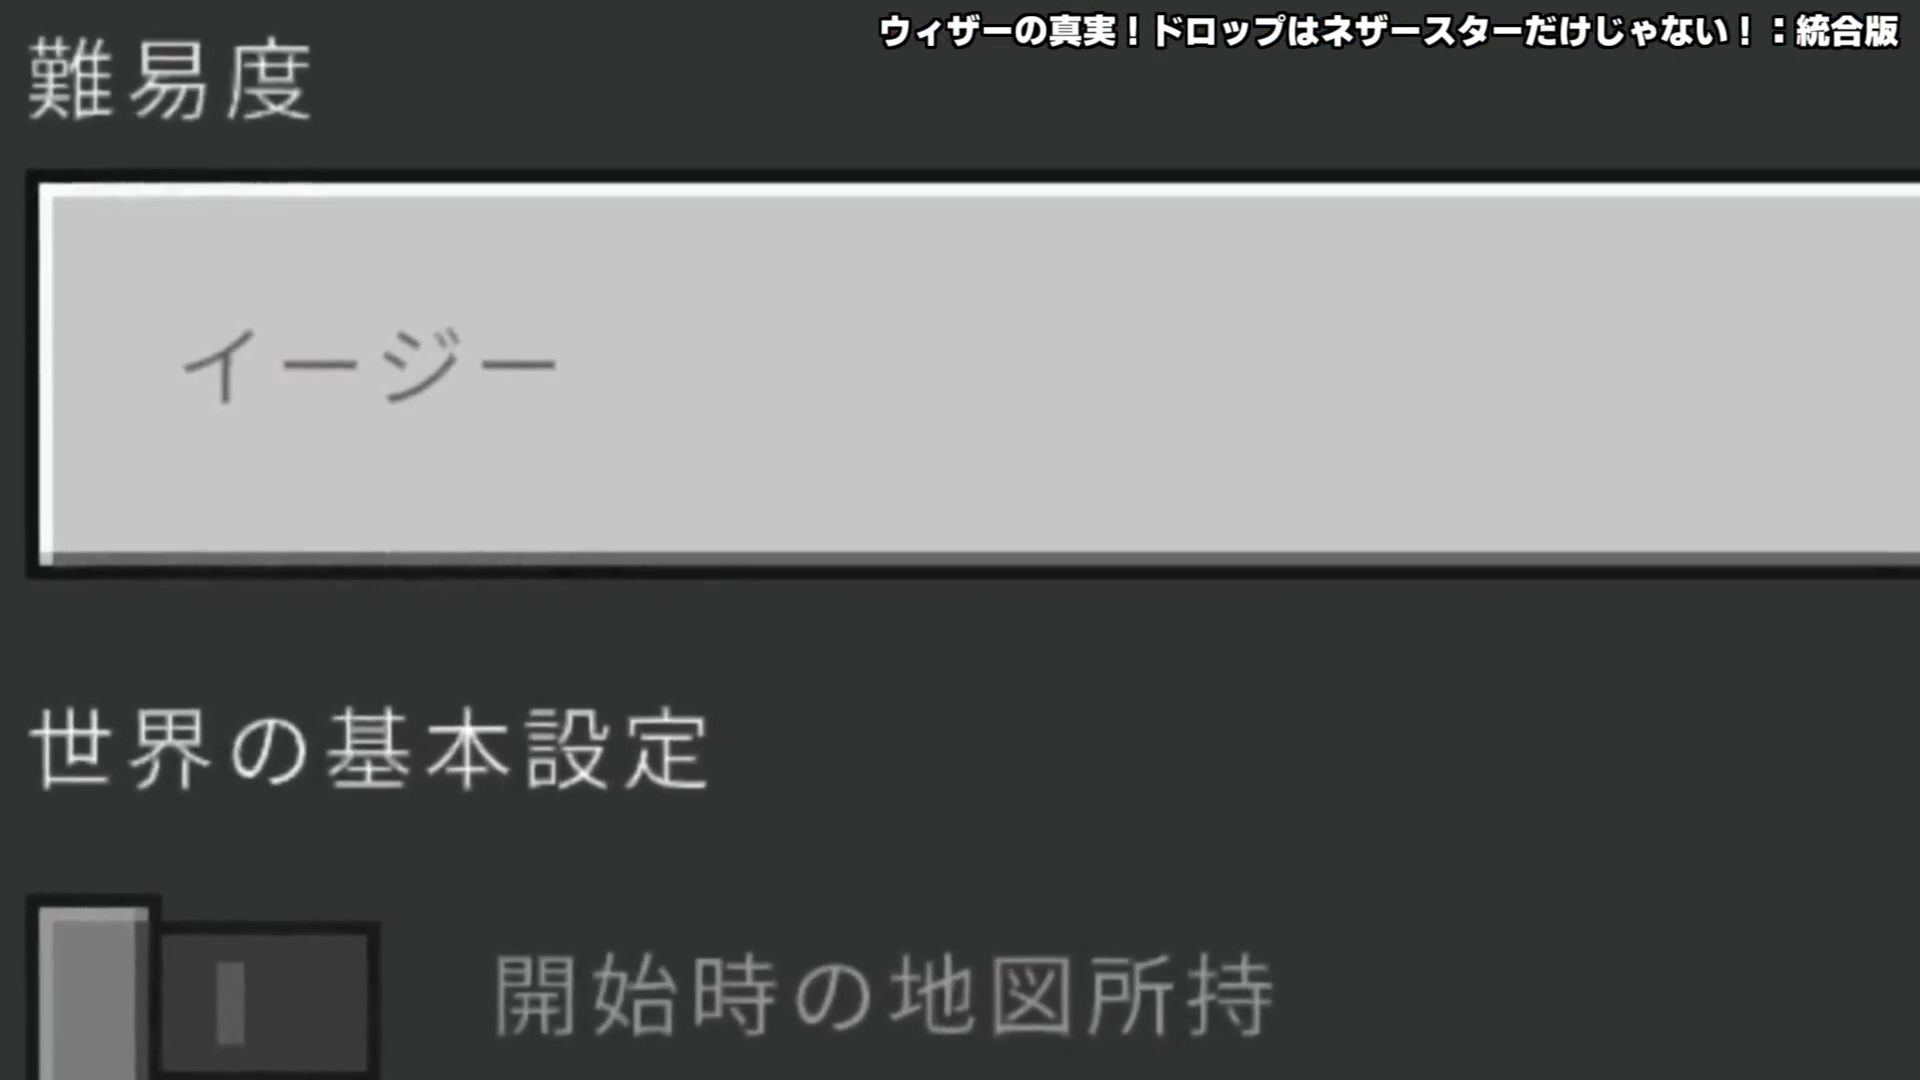 ウィザーの真実！ドロップはネザースターだけじゃない！：統合版
難易度
イージー
世界の基本設定
開始時の地図所持